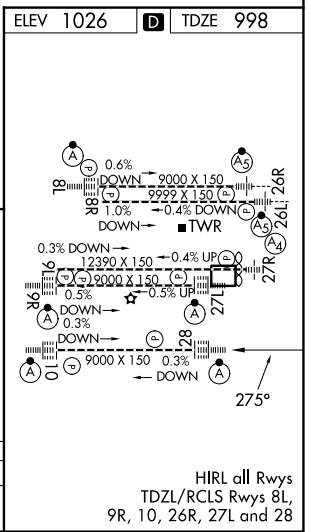 ELEV 1026 D TDZE 998
A
P
0.6%
DOWN 9000 X 150
A5
8L
8R
P
9999 X 150
P
26R
1.0%
0.4% DOWN
P
26L
A5
TWR
A4
0.3% DOWN
12390 X 150
0.4% UP
P
27R
9L
P
9000 X 150
P
9R
0.5%
0.5% UP
27L
A
DOWN
A
0.3%
DOWN
P
28
10
P
9000 X 150
0.3%
A
DOWN
A
275°
HIRL all Rwys
TDZL/RCLS Rwys 8L,
9R, 10, 26R, 27L and 28